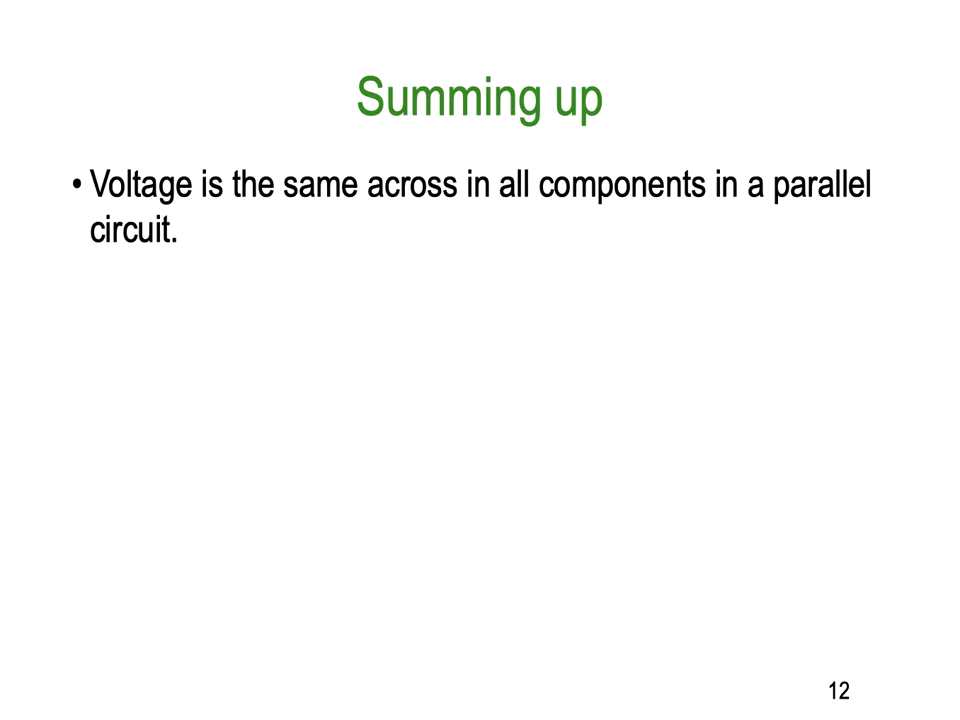 Summing up
• Voltage is the same across in all components in a parallel
circuit.
12